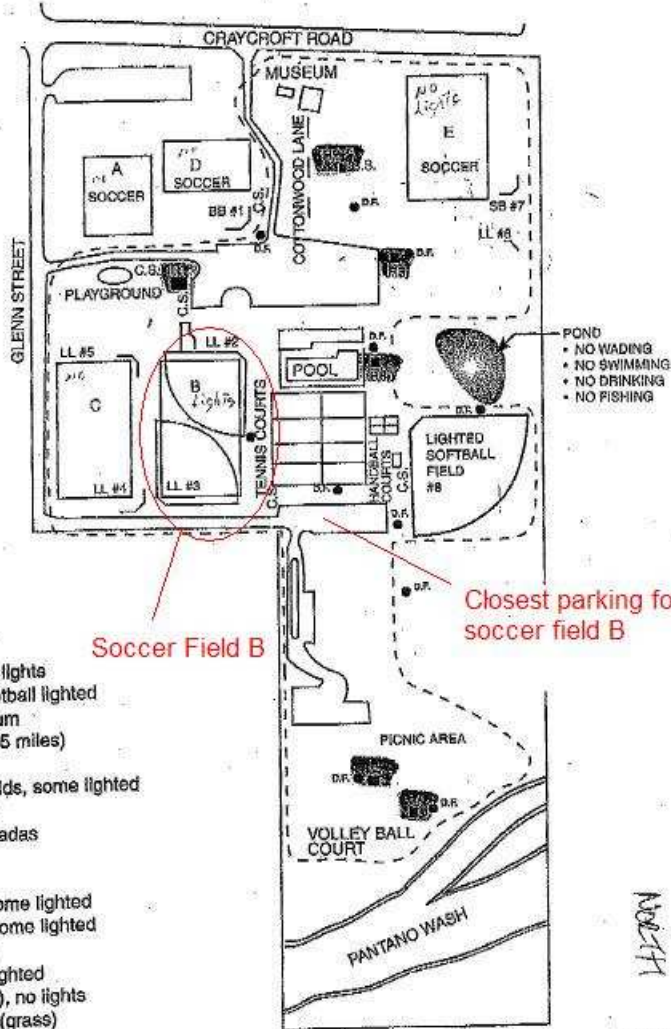 CRAYCROFT ROAD
MUSEUM
COTTONWOOD LANE
NO
Lights
E
SOCCER
SB #7
LL #6
A
SOCCER
NO
D
SOCCER
BB #1
C.S.
D.F.
D.F.
GLENN STREET
C.S.
PLAYGROUND
C.S.
LL #5
LL #2
NO
C
B
Lights
LL #4
LL #3
POOL
D.F.
TENNIS COURTS
C.S.
D.F.
HANDBALL
COURTS
C.S.
D.F.
LIGHTED
SOFTBALL
FIELD
#8
D.F.
POND
• NO WADING
• NO SWIMMING
• NO DRINKING
• NO FISHING
D.F.
Closest parking fo
soccer field B
Soccer Field B
lights
tball lighted
um
5 miles)
lds, some lighted
adas
ome lighted
ome lighted
ghted
), no lights
(grass)
PICNIC AREA
D.F.
D.F.
VOLLEY BALL
COURT
PANTANO WASH
NORTH